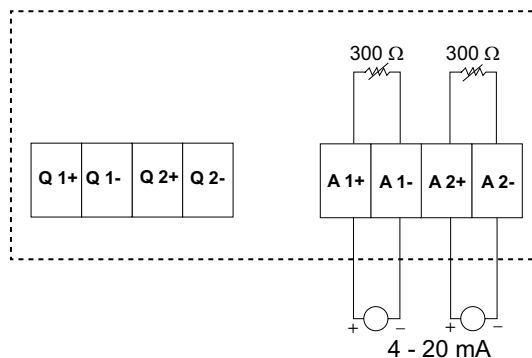 300 Ω 300 Ω
Q 1+ Q 1- Q 2+ Q 2- A 1+ A 1- A 2+ A 2-
+ − + −
4 - 20 mA